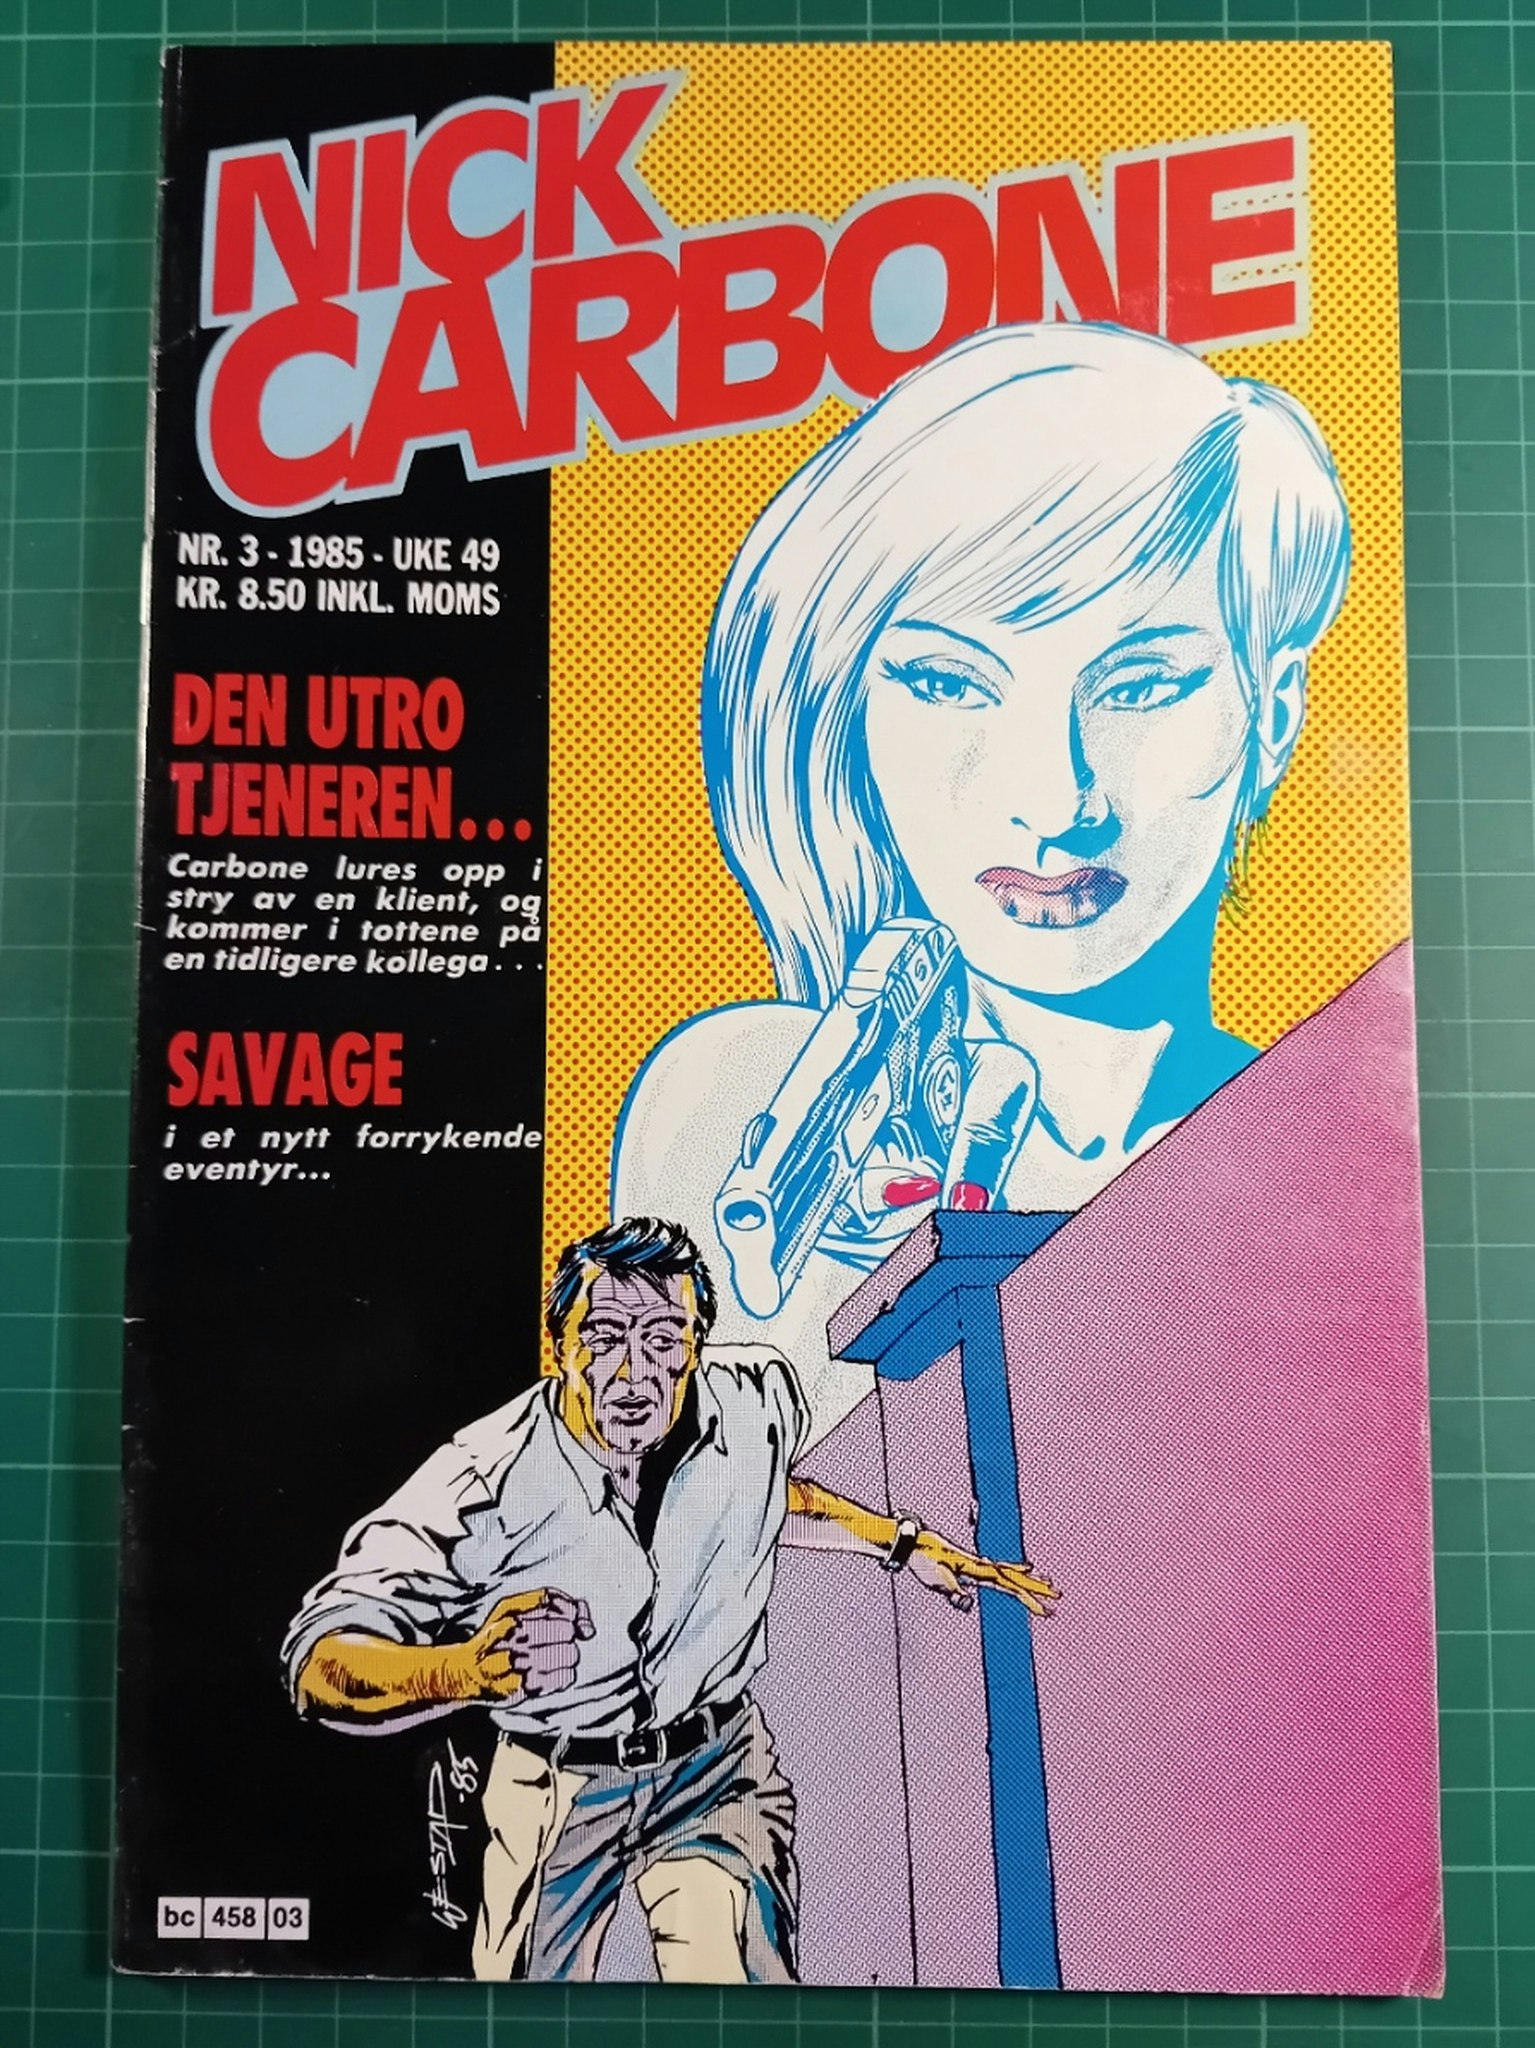 NICK
CARBONE
NR. 3 - 1985 - UKE 49
KR. 8.50 INKL. MOMS
DEN UTRO
TJENEREN...
Carbone lures opp i
stry av en klient, og
kommer i tottene på
en tidligere kollega...
SAVAGE
i et nytt forrykende
eventyr...
-85
bc 458 03